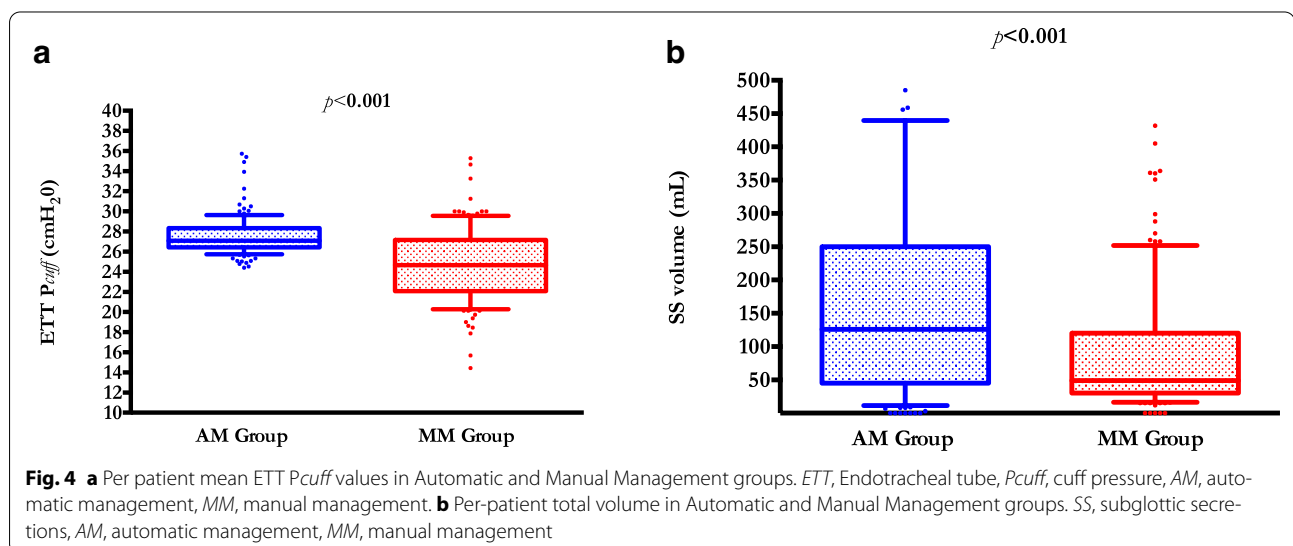 a
p<0.001
40
38
36
34
32
30
28
26
24
22
20
18
16
14
12
10
ETT Pcuff (cmH20)
AM Group
MM Group
b
p<0.001
500
450
400
350
300
250
200
150
100
50
SS volume (mL)
AM Group
MM Group
Fig. 4 a Per patient mean ETT Pcuff values in Automatic and Manual Management groups. ETT, Endotracheal tube, Pcuff, cuff pressure, AM, auto-
matic management, MM, manual management. b Per-patient total volume in Automatic and Manual Management groups. SS, subglottic secre-
tions, AM, automatic management, MM, manual management